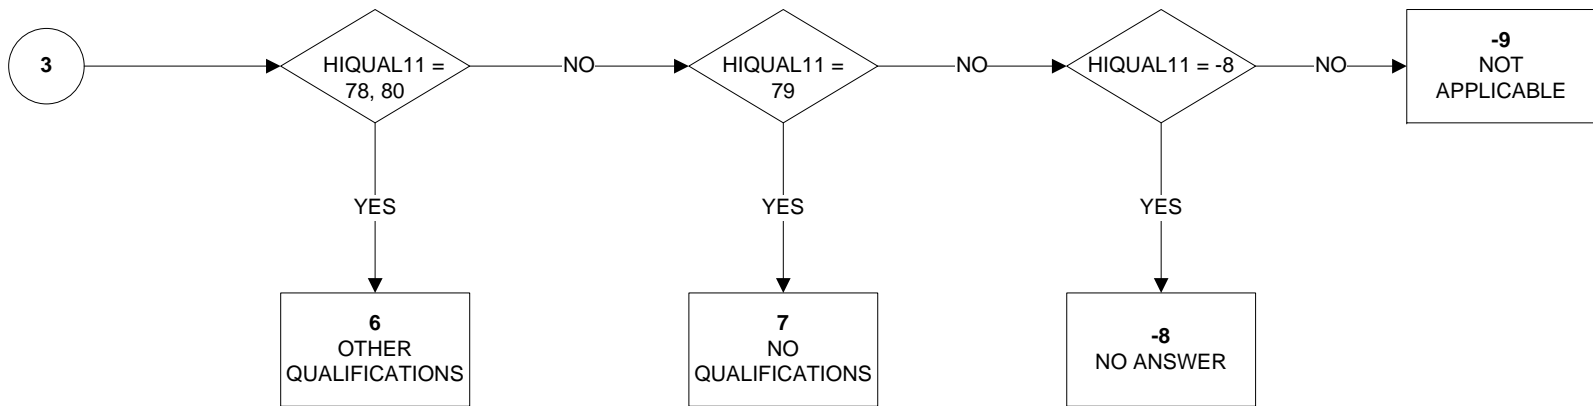 3
HIQUAL11 =
78, 80
NO
HIQUAL11 =
79
NO
HIQUAL11 = -8
NO
-9
NOT
APPLICABLE
YES
YES
YES
6
OTHER
QUALIFICATIONS
7
NO
QUALIFICATIONS
-8
NO ANSWER